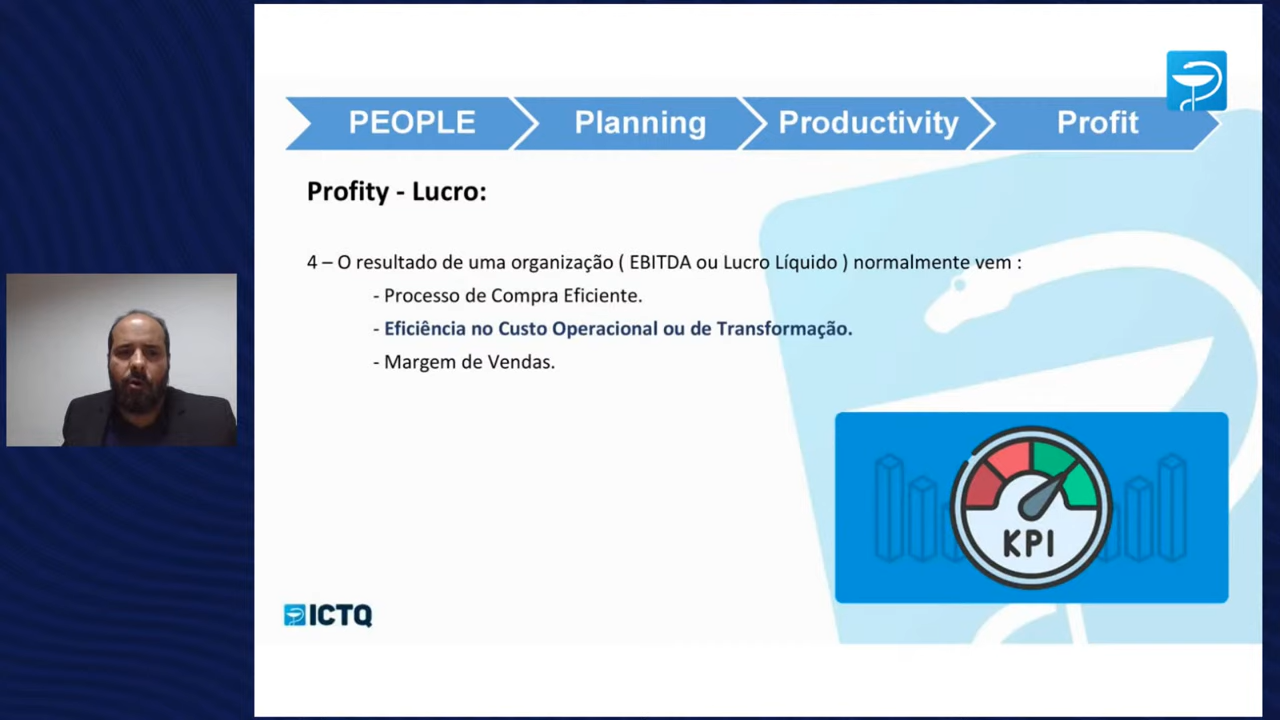 PEOPLE
Planning
Productivity
Profit
Profity - Lucro:
4 – O resultado de uma organização ( EBITDA ou Lucro Líquido ) normalmente vem :
- Processo de Compra Eficiente.
- Eficiência no Custo Operacional ou de Transformação.
- Margem de Vendas.
KPI
ICTQ